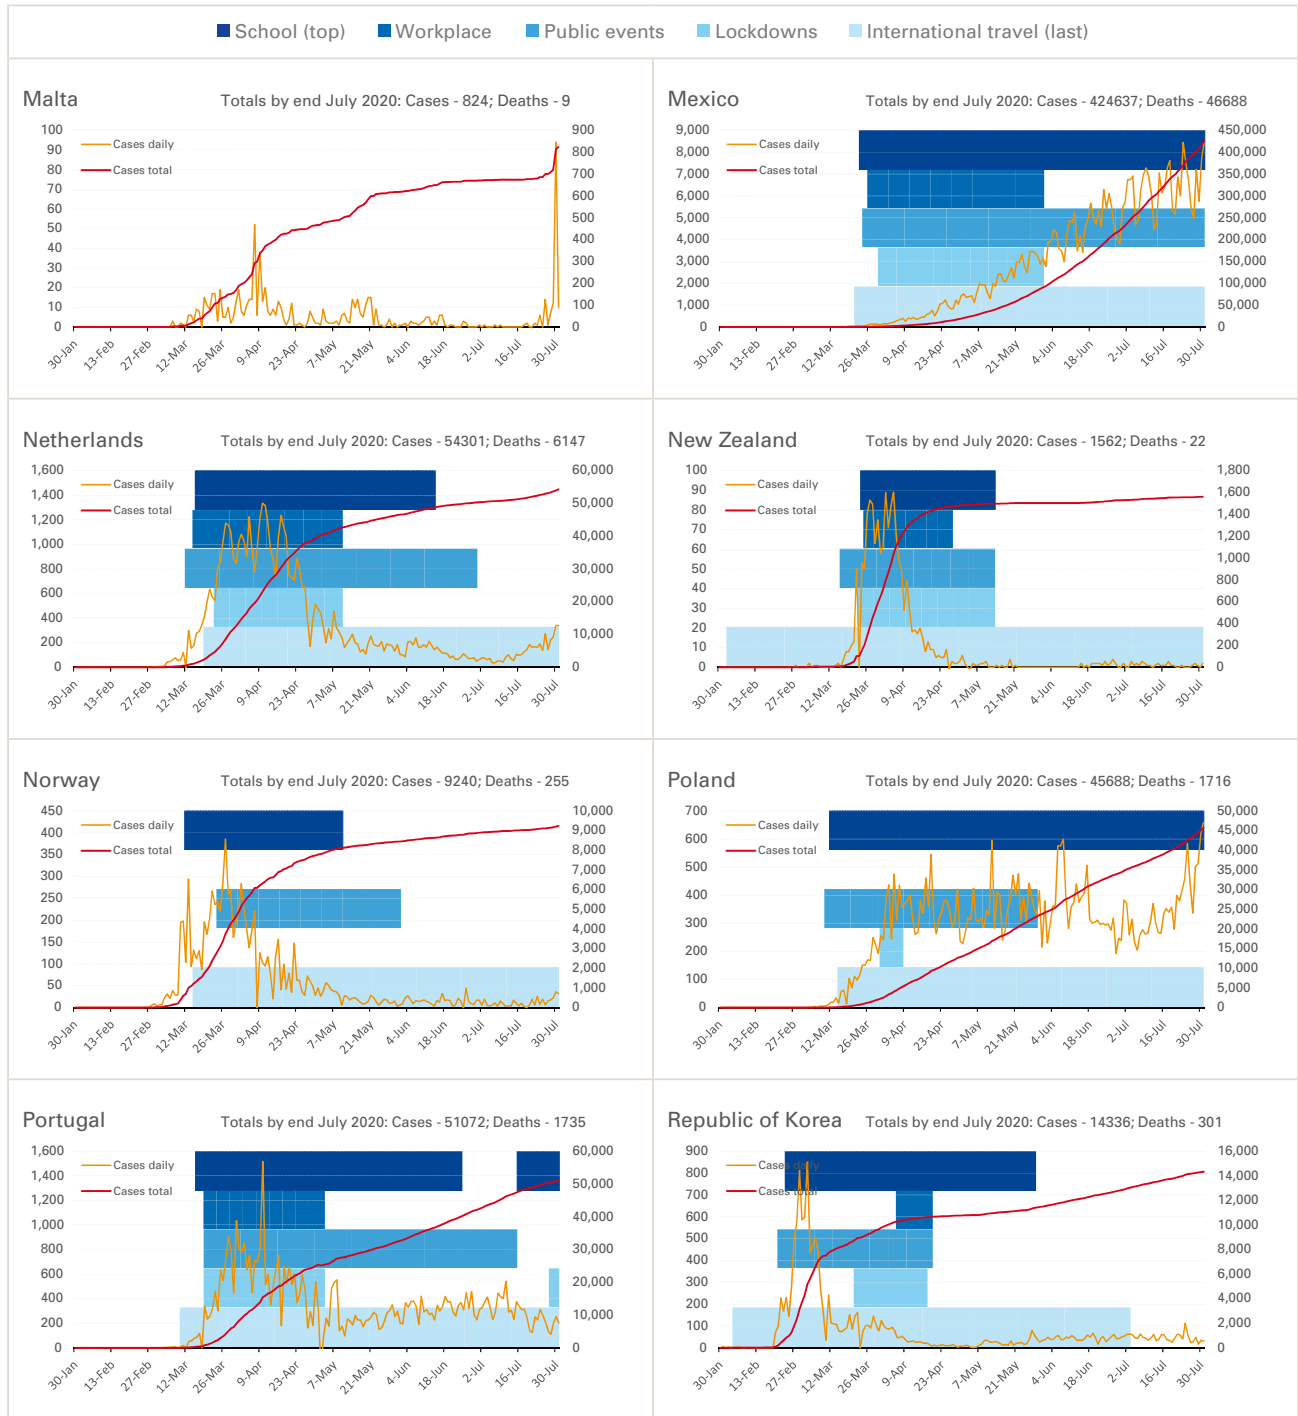 School (top) Workplace Public events Lockdowns International travel (last)
Malta Totals by end July 2020: Cases - 824; Deaths - 9
100 900
90 Cases daily 800
80 Cases total 700
70 600
60 500
50 400
40 300
30 200
20 100
10 0
0
30-Jan 13-Feb 27-Feb 12-Mar 26-Mar 9-Apr 23-Apr 7-May 21-May 4-Jun 18-Jun 2-Jul 16-Jul 30-Jul
Mexico Totals by end July 2020: Cases - 424637; Deaths - 46688
9,000 450,000
8,000 Cases daily 400,000
7,000 Cases total 350,000
6,000 300,000
5,000 250,000
4,000 200,000
3,000 150,000
2,000 100,000
1,000 50,000
0 0
30-Jan 13-Feb 27-Feb 12-Mar 26-Mar 9-Apr 23-Apr 7-May 21-May 4-Jun 18-Jun 2-Jul 16-Jul 30-Jul
Netherlands Totals by end July 2020: Cases - 54301; Deaths - 6147
1,600 60,000
1,400 Cases daily 50,000
1,200 Cases total 40,000
1,000 30,000
800 20,000
600 10,000
400 0
200
0
30-Jan 13-Feb 27-Feb 12-Mar 26-Mar 9-Apr 23-Apr 7-May 21-May 4-Jun 18-Jun 2-Jul 16-Jul 30-Jul
New Zealand Totals by end July 2020: Cases - 1562; Deaths - 22
100 1,800
90 Cases daily 1,600
80 Cases total 1,400
70 1,200
60 1,000
50 800
40 600
30 400
20 200
10 0
0
30-Jan 13-Feb 27-Feb 12-Mar 26-Mar 9-Apr 23-Apr 7-May 21-May 4-Jun 18-Jun 2-Jul 16-Jul 30-Jul
Norway Totals by end July 2020: Cases - 9240; Deaths - 255
450 10,000
400 Cases daily 9,000
350 Cases total 8,000
300 7,000
250 6,000
200 5,000
150 4,000
100 3,000
50 2,000
0 1,000
0
30-Jan 13-Feb 27-Feb 12-Mar 26-Mar 9-Apr 23-Apr 7-May 21-May 4-Jun 18-Jun 2-Jul 16-Jul 30-Jul
Poland Totals by end July 2020: Cases - 45688; Deaths - 1716
700 50,000
600 Cases daily 45,000
500 Cases total 40,000
400 35,000
300 30,000
200 25,000
100 20,000
0 15,000
10,000
5,000
0
30-Jan 13-Feb 27-Feb 12-Mar 26-Mar 9-Apr 23-Apr 7-May 21-May 4-Jun 18-Jun 2-Jul 16-Jul 30-Jul
Portugal Totals by end July 2020: Cases - 51072; Deaths - 1735
1,600 60,000
1,400 Cases daily 50,000
1,200 Cases total 40,000
1,000 30,000
800 20,000
600 10,000
400 0
200
0
30-Jan 13-Feb 27-Feb 12-Mar 26-Mar 9-Apr 23-Apr 7-May 21-May 4-Jun 18-Jun 2-Jul 16-Jul 30-Jul
Republic of Korea Totals by end July 2020: Cases - 14336; Deaths - 301
900 16,000
800 Cases daily 14,000
700 Cases total 12,000
600 10,000
500 8,000
400 6,000
300 4,000
200 2,000
100 0
0
30-Jan 13-Feb 27-Feb 12-Mar 26-Mar 9-Apr 23-Apr 7-May 21-May 4-Jun 18-Jun 2-Jul 16-Jul 30-Jul